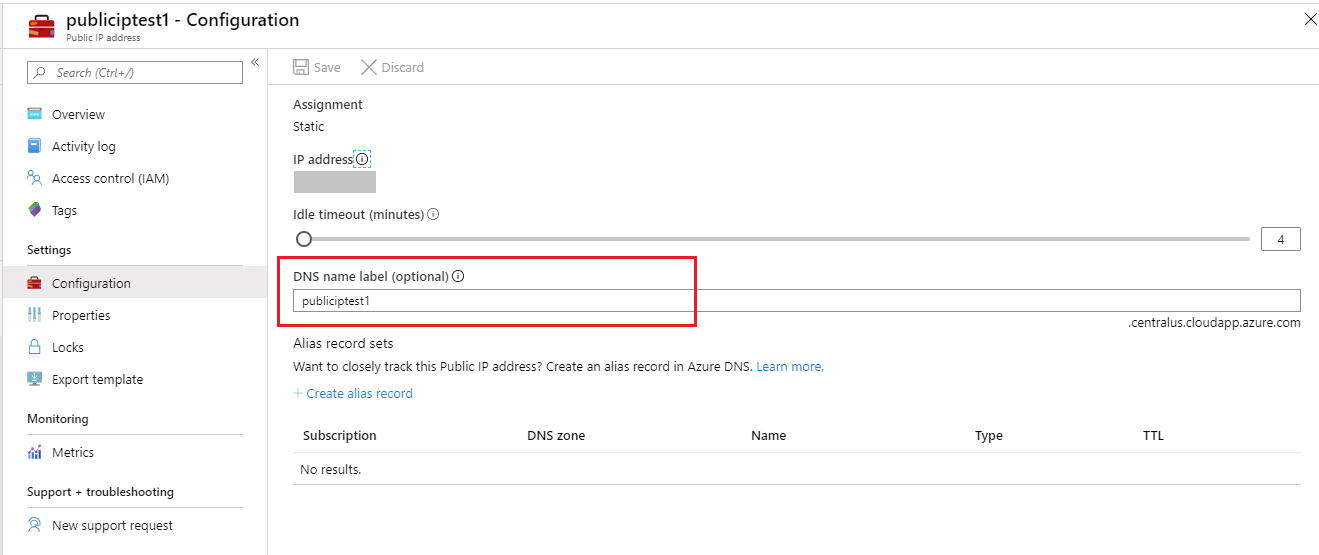 publiciptest1 - Configuration
Public IP address
Search (Ctrl+/)
Overview
Activity log
Access control (IAM)
Tags
Settings
Configuration
Properties
Locks
Export template
Monitoring
Metrics
Support + troubleshooting
New support request
Save Discard
Assignment
Static
IP address
Idle timeout (minutes)
4
DNS name label (optional)
publiciptest1
.centralus.cloudapp.azure.com
Alias record sets
Want to closely track this Public IP address? Create an alias record in Azure DNS. Learn more.
+ Create alias record
Subscription DNS zone Name Type TTL
No results.